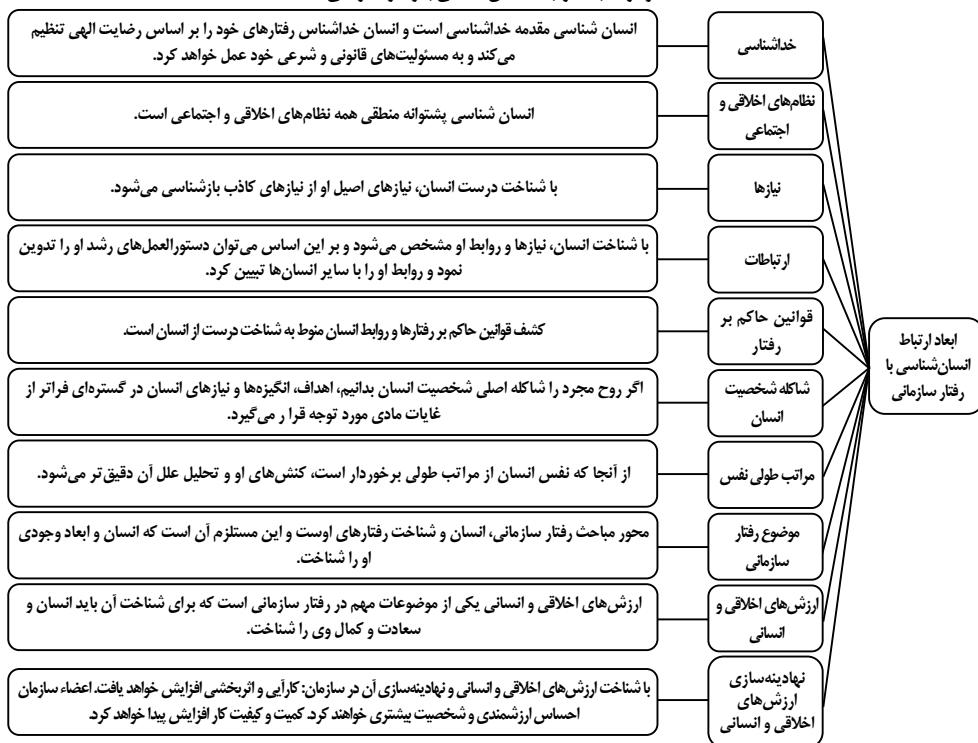 ابعاد ارتباط
انسان‌شناسی با
رفتار سازمانی
خداشناسی
انسان شناسی مقدمه خداشناسی است و انسان خداشناس رفتارهای خود را بر اساس رضایت الهی تنظیم
می‌کند و به مسئولیت‌های قانونی و شرعی خود عمل خواهد کرد.
نظام‌های اخلاقی و
اجتماعی
انسان شناسی پشتوانه منطقی همه نظام‌های اخلاقی و اجتماعی است.
نیازها
با شناخت درست انسان، نیازهای اصیل او از نیازهای کاذب بازشناسی می‌شود.
ارتباطات
با شناخت انسان، نیازها و روابط او مشخص می‌شود و بر این اساس می‌توان دستورالعمل‌های رشد او را تدوین
نمود و روابط او را با سایر انسان‌ها تبیین کرد.
قوانین حاکم بر
رفتار
کشف قوانین حاکم بر رفتارها و روابط انسان منوط به شناخت درست از انسان است.
شاکله شخصیت
انسان
اگر روح مجرد را شاکله اصلی شخصیت انسان بدانیم، اهداف، انگیزه‌ها و نیازهای انسان در گستره‌ای فراتر از
غایات مادی مورد توجه قرا ر می‌گیرد.
مراتب طولی نفس
از آنجا که نفس انسان از مراتب طولی برخوردار است، کنش‌های او و تحلیل علل آن دقیق‌تر می‌شود.
موضوع رفتار
سازمانی
محور مباحث رفتار سازمانی، انسان و شناخت رفتارهای اوست و این مستلزم آن است که انسان و ابعاد وجودی
او را شناخت.
ارزش‌های اخلاقی و
انسانی
ارزش‌های اخلاقی و انسانی یکی از موضوعات مهم در رفتار سازمانی است که برای شناخت آن باید انسان و
سعادت و کمال وی را شناخت.
نهادینه‌سازی
ارزش‌های
اخلاقی و انسانی
با شناخت ارزش‌های اخلاقی و انسانی و نهادینه‌سازی آن در سازمان: کارآیی و اثربخشی افزایش خواهد یافت. اعضاء سازمان
احساس ارزشمندی و شخصیت بیشتری خواهند کرد. کمیت و کیفیت کار افزایش پیدا خواهد کرد.